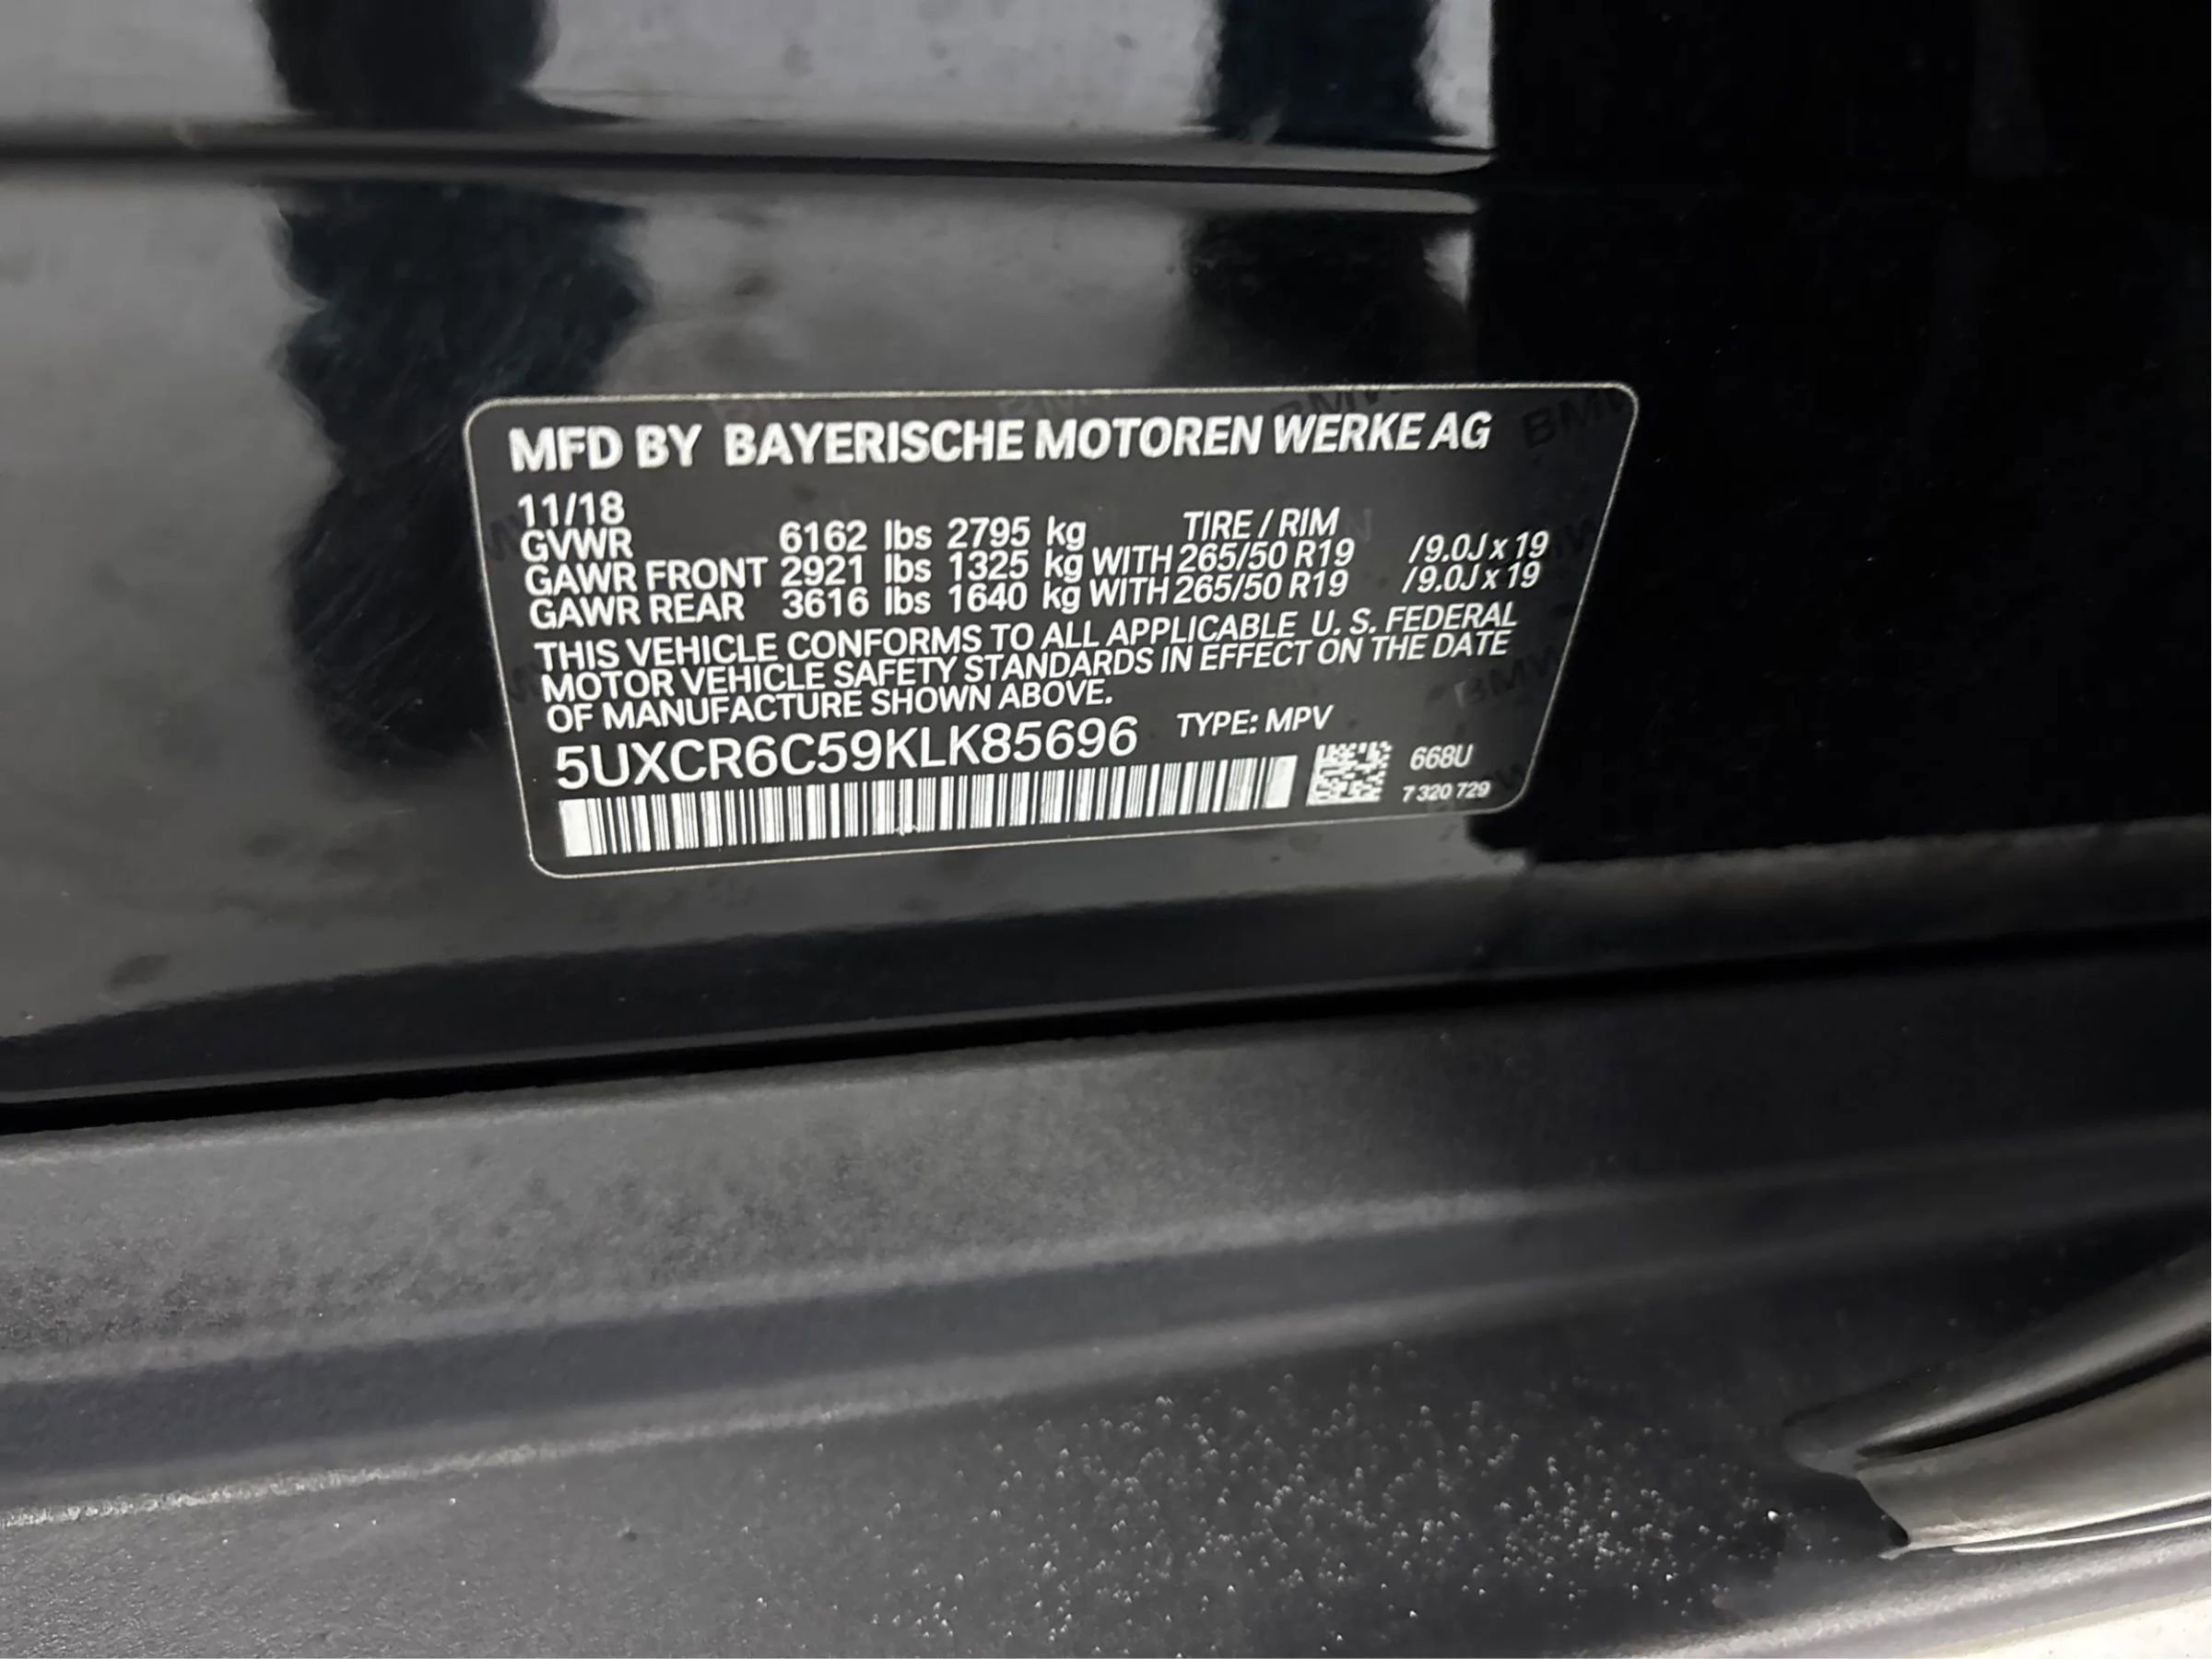 MFD BY BAYERISCHE MOTOREN WERKE AG
11/18
GVWR 6162 lbs 2795 kg TIRE / RIM
GAWR FRONT 2921 lbs 1325 kg WITH 265/50 R19 /9.0J x 19
GAWR REAR 3616 lbs 1640 kg WITH 265/50 R19 /9.0J x 19
THIS VEHICLE CONFORMS TO ALL APPLICABLE U. S. FEDERAL
MOTOR VEHICLE SAFETY STANDARDS IN EFFECT ON THE DATE
OF MANUFACTURE SHOWN ABOVE.
5UXCR6C59KLK85696 TYPE: MPV
668U
7 320 729